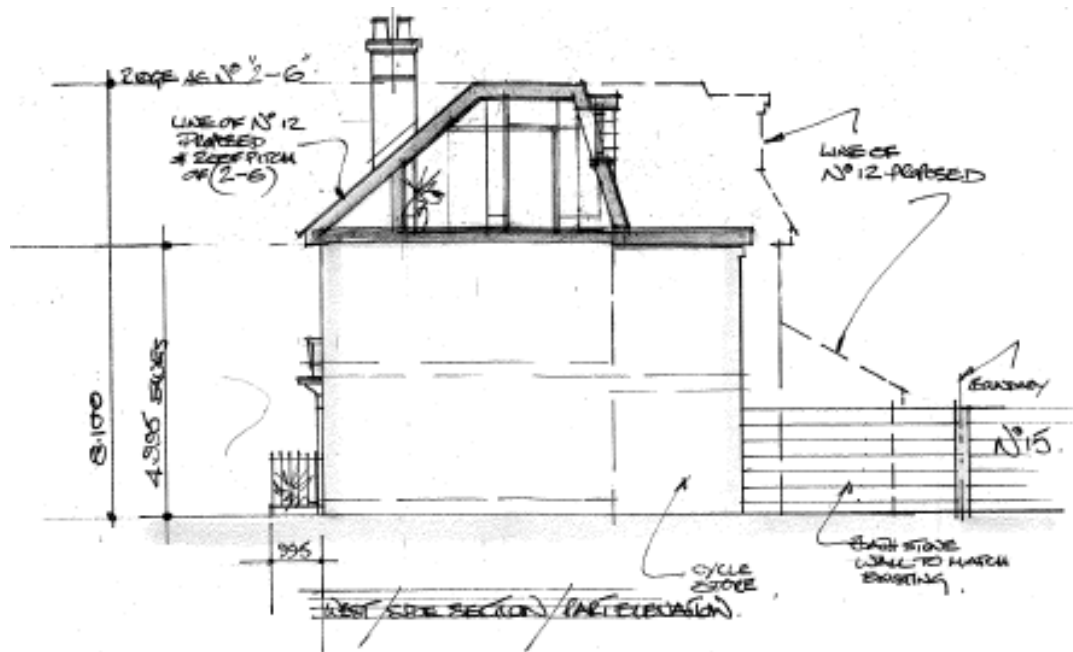 RIDGE AS Nº "2-6"
LINE OF Nº 12
PROPOSED
& ROOF PITCH
OF (2-6)
LINE OF
Nº 12 PROPOSED
8.100
4.995 EAVES
BOUNDARY
Nº 15.
995
CYCLE
STORE
BATH STONE
WALL TO MATCH
EXISTING.
WEST SIDE SECTION / PART ELEVATION.